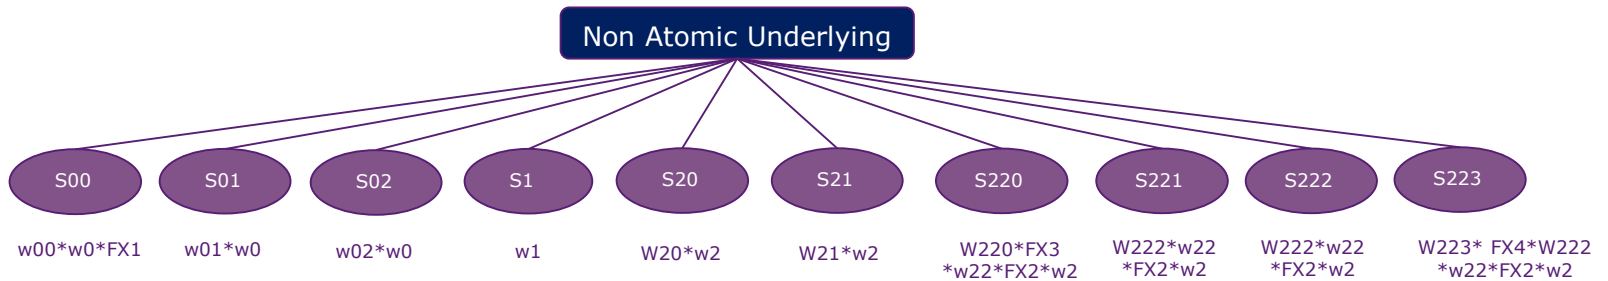 Non Atomic Underlying
S00
S01
S02
S1
S20
S21
S220
S221
S222
S223
w00*w0*FX1
w01*w0
w02*w0
w1
W20*w2
W21*w2
W220*FX3
*w22*FX2*w2
W222*w22
*FX2*w2
W222*w22
*FX2*w2
W223* FX4*W222
*w22*FX2*w2